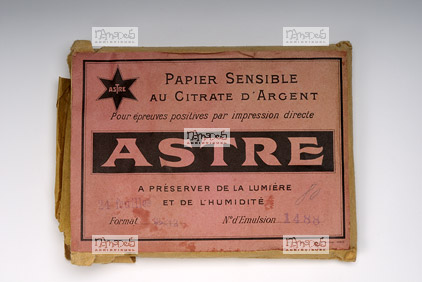 ASTRE
PAPIER SENSIBLE
AU CITRATE D'ARGENT
Pour épreuves positives par impression directe
ASTRE
A PRÉSERVER DE LA LUMIÈRE
ET DE L'HUMIDITÉ
Format
N° d'Emulsion 1488